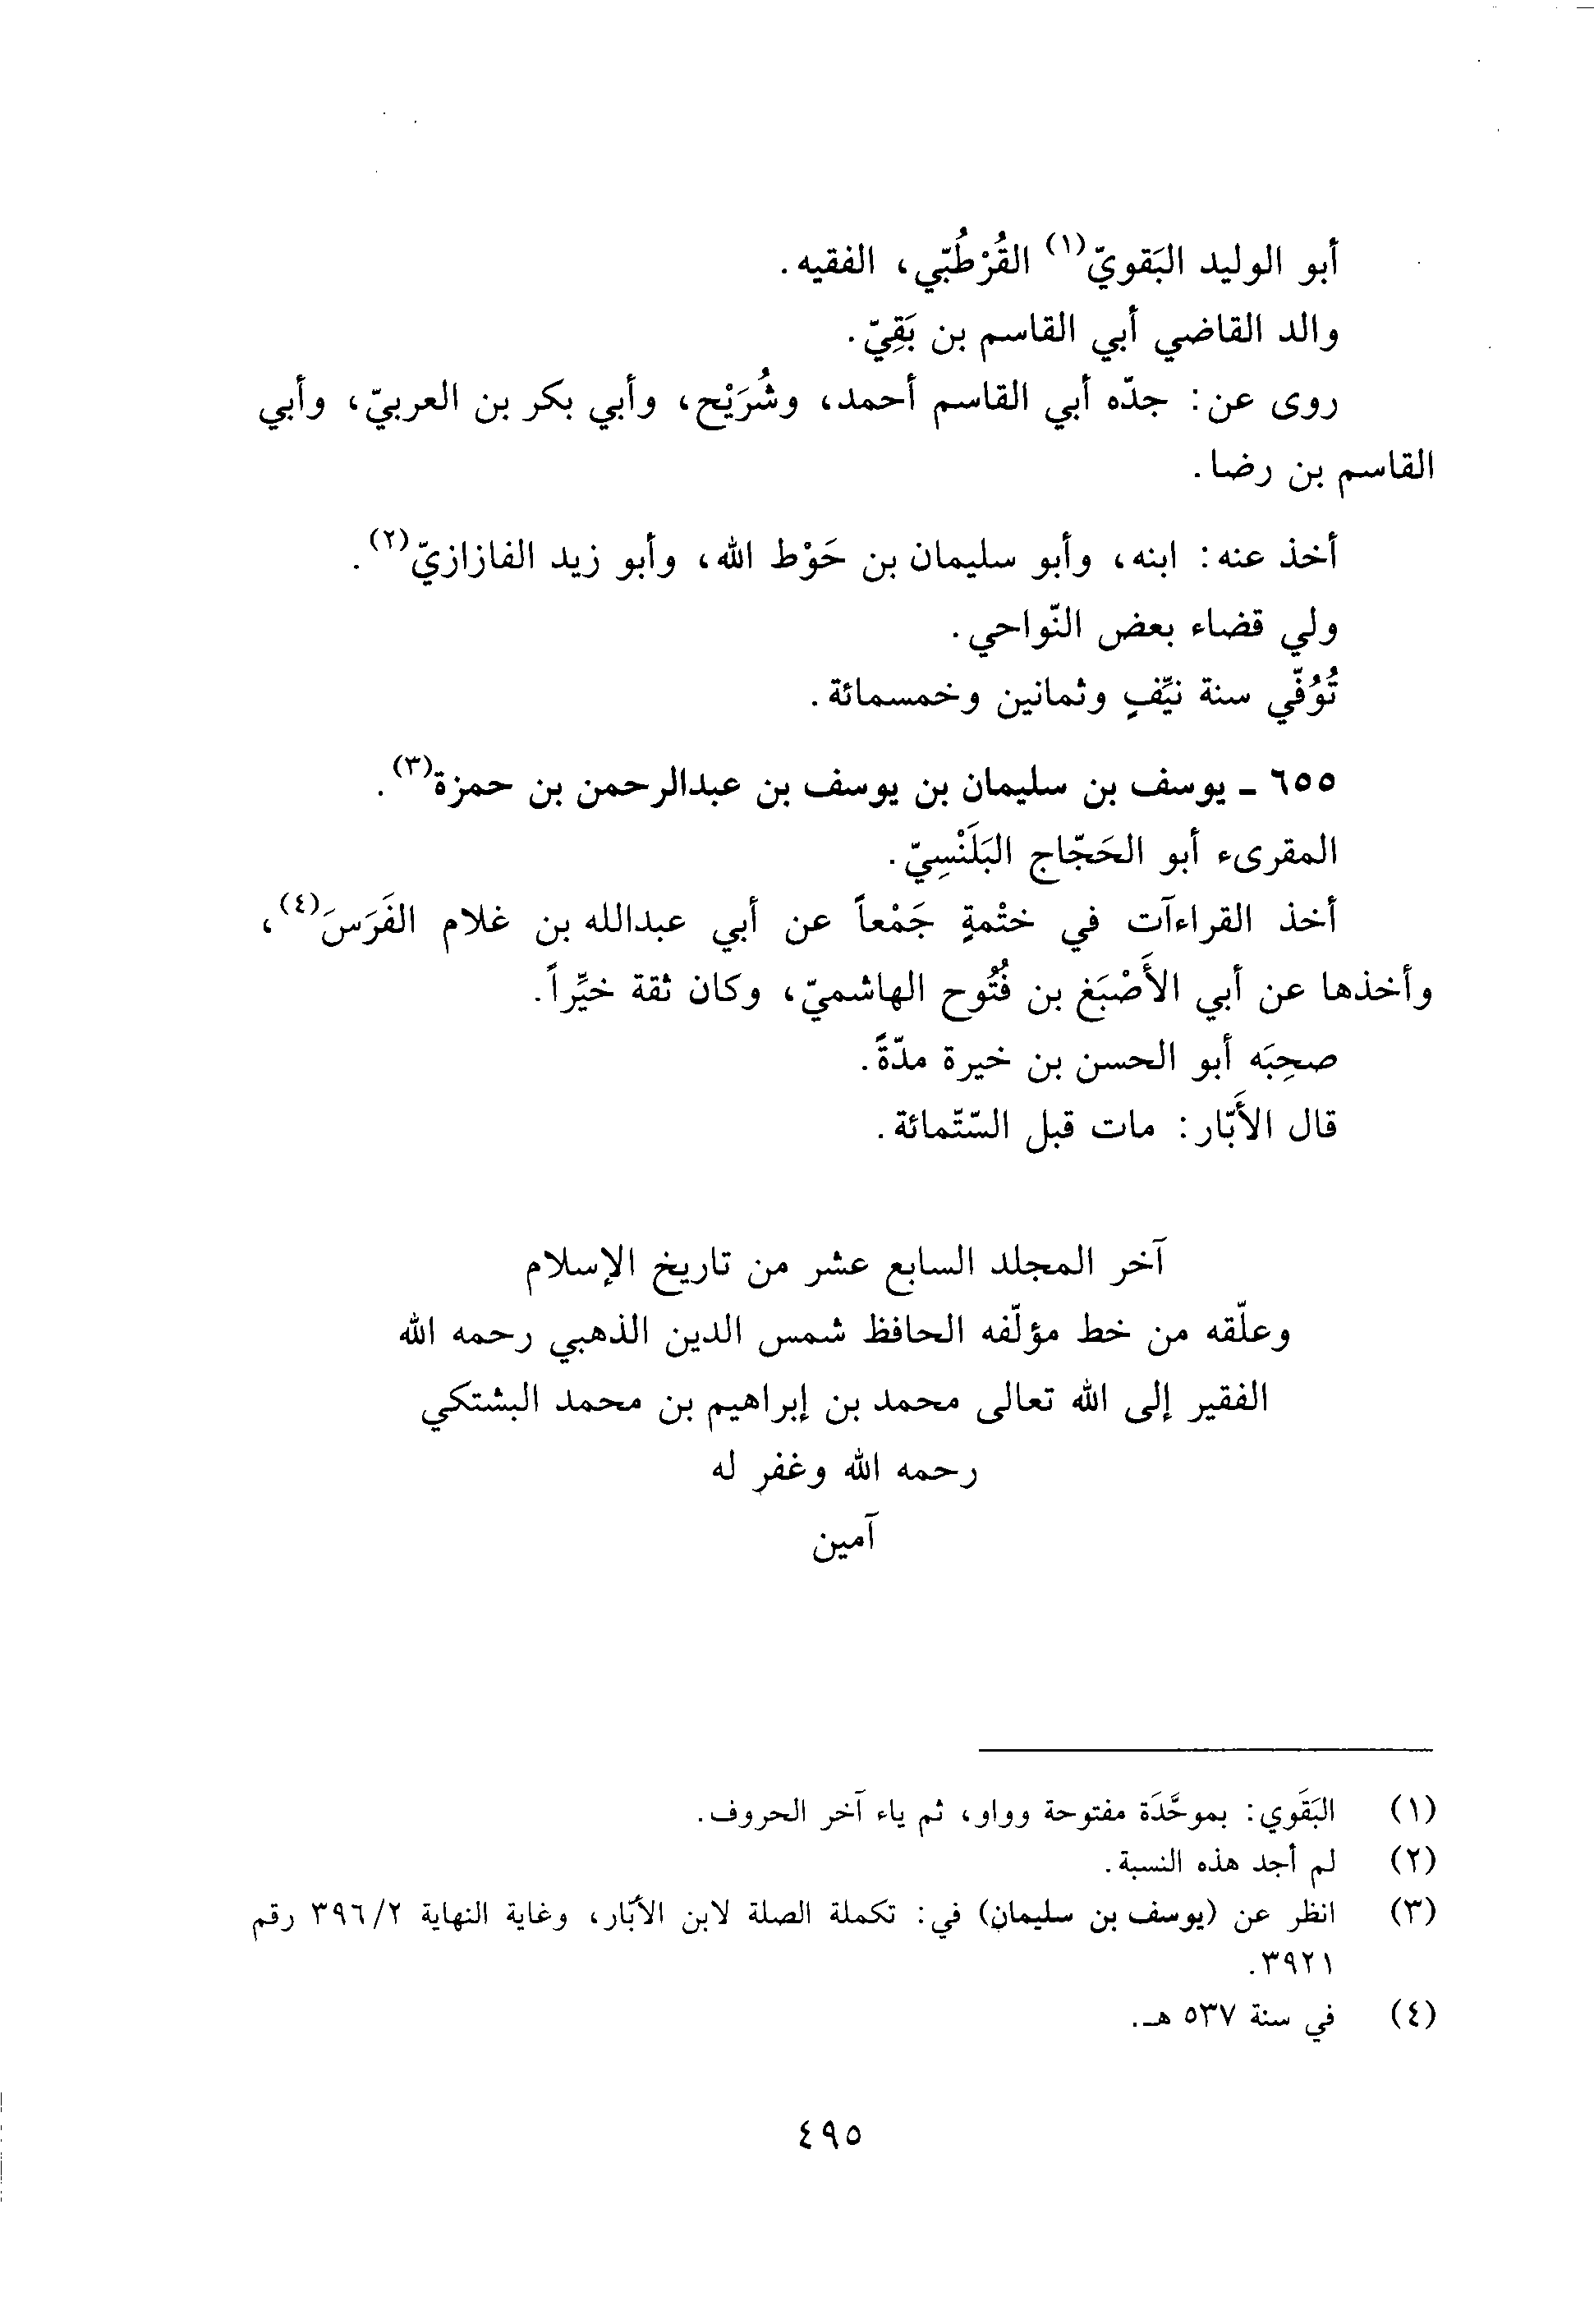 أبو الوليد البَقويّ(١) القُرْطُبّي، الفقيه.
والد القاضي أبي القاسم بن بَقِيّ.
روى عن: جدّه أبي القاسم أحمد، وشُرَيْح، وأبي بكر بن العربيّ، وأبي
القاسم بن رضا.
أخذ عنه: ابنه، وأبو سليمان بن حَوْط الله، وأبو زيد الفازازيّ(٢).
ولي قضاء بعض النّواحي.
تُوُفّي سنة نيِّفٍ وثمانين وخمسمائة.
٦٥٥ ـ يوسف بن سليمان بن يوسف بن عبدالرحمن بن حمزة(٣).
المقرىء أبو الحَجّاج البَلَنْسِيّ.
أخذ القراءآت في ختْمةٍ جَمْعاً عن أبي عبدالله بن غلام الفَرَسَ(٤)،
وأخذها عن أبي الأَصْبَغ بن فُتُوح الهاشميّ، وكان ثقة خيِّراً.
صحِبَه أبو الحسن بن خيرة مدّةً.
قال الأَبّار: مات قبل السّتّمائة.
آخر المجلد السابع عشر من تاريخ الإسلام
وعلّقه من خط مؤلّفه الحافظ شمس الدين الذهبي رحمه الله
الفقير إلى الله تعالى محمد بن إبراهيم بن محمد البشتكي
رحمه الله وغفر له
آمين
(١) البَقَوي: بموحَّدَة مفتوحة وواو، ثم ياء آخر الحروف.
(٢) لم أجد هذه النسبة.
(٣) انظر عن (يوسف بن سليمان) في: تكملة الصلة لابن الأبّار، وغاية النهاية ٣٩٦/٢ رقم
٣٩٢١.
(٤) في سنة ٥٣٧ هـ.
٤٩٥